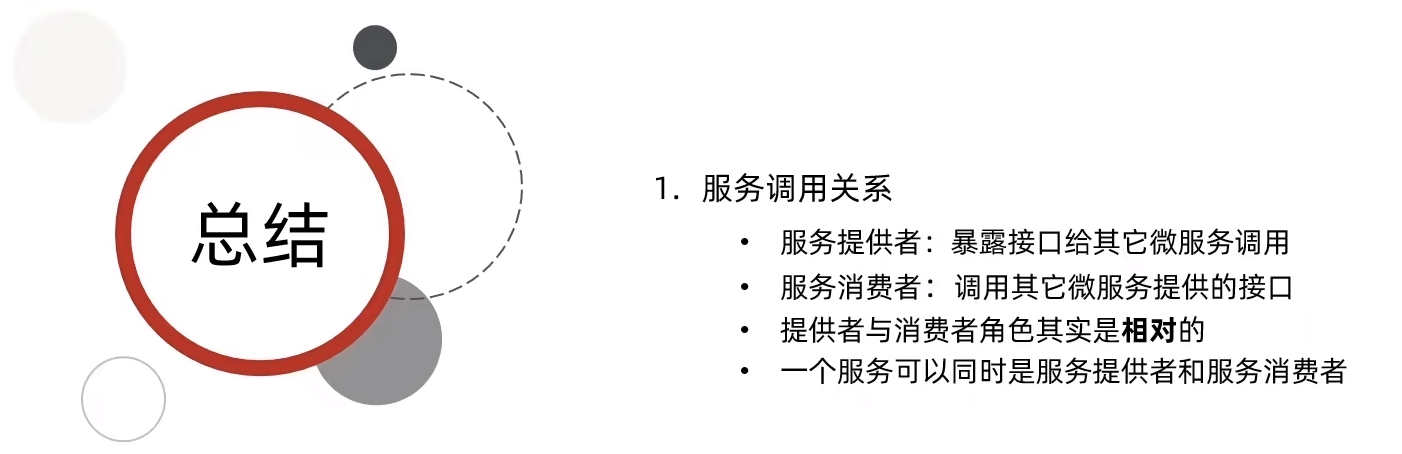 总结
1. 服务调用关系
• 服务提供者：暴露接口给其它微服务调用
• 服务消费者：调用其它微服务提供的接口
• 提供者与消费者角色其实是相对的
• 一个服务可以同时是服务提供者和服务消费者